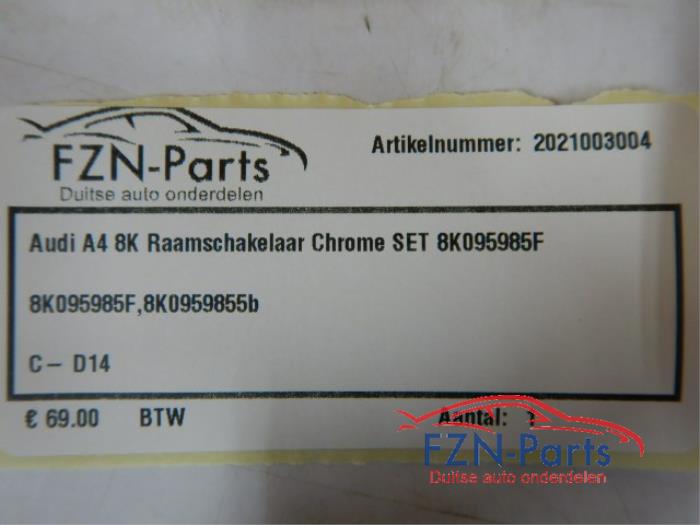 FZN-Parts
Duitse auto onderdelen
Artikelnummer: 2021003004
Audi A4 8K Raamschakelaar Chrome SET 8K095985F
8K095985F,8K0959855b
C- D14
€ 69.00 BTW Aantal:
FZN-Parts
Duitse auto onderdelen